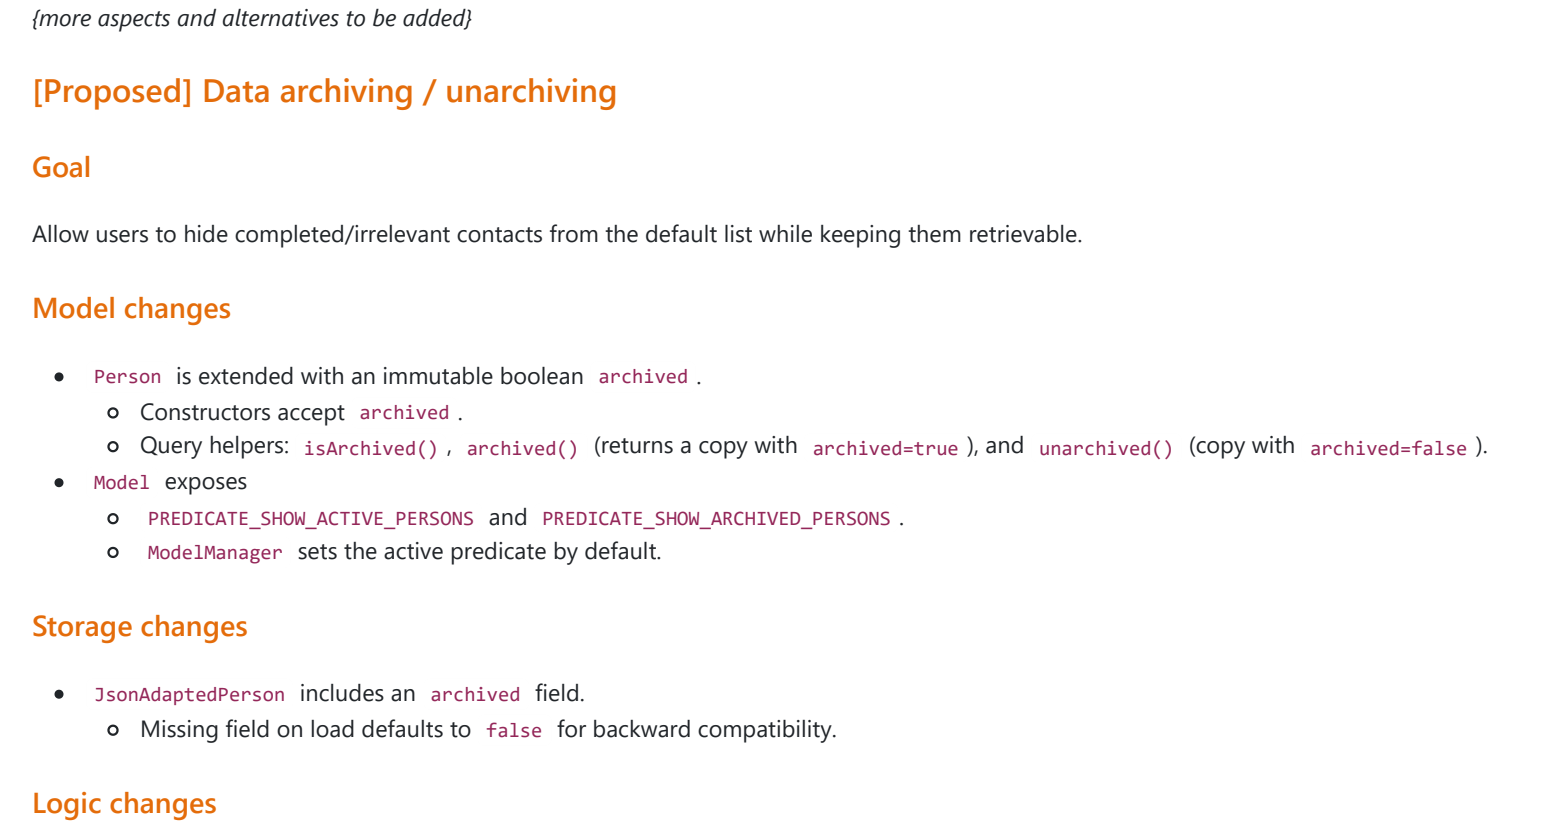 {more aspects and alternatives to be added}
[Proposed] Data archiving / unarchiving
Goal
Allow users to hide completed/irrelevant contacts from the default list while keeping them retrievable.
Model changes
• Person is extended with an immutable boolean archived .
o Constructors accept archived .
o Query helpers: isArchived() , archived() (returns a copy with archived=true ), and unarchived() (copy with archived=false ).
• Model exposes
o PREDICATE_SHOW_ACTIVE_PERSONS and PREDICATE_SHOW_ARCHIVED_PERSONS .
o ModelManager sets the active predicate by default.
Storage changes
• JsonAdaptedPerson includes an archived field.
o Missing field on load defaults to false for backward compatibility.
Logic changes